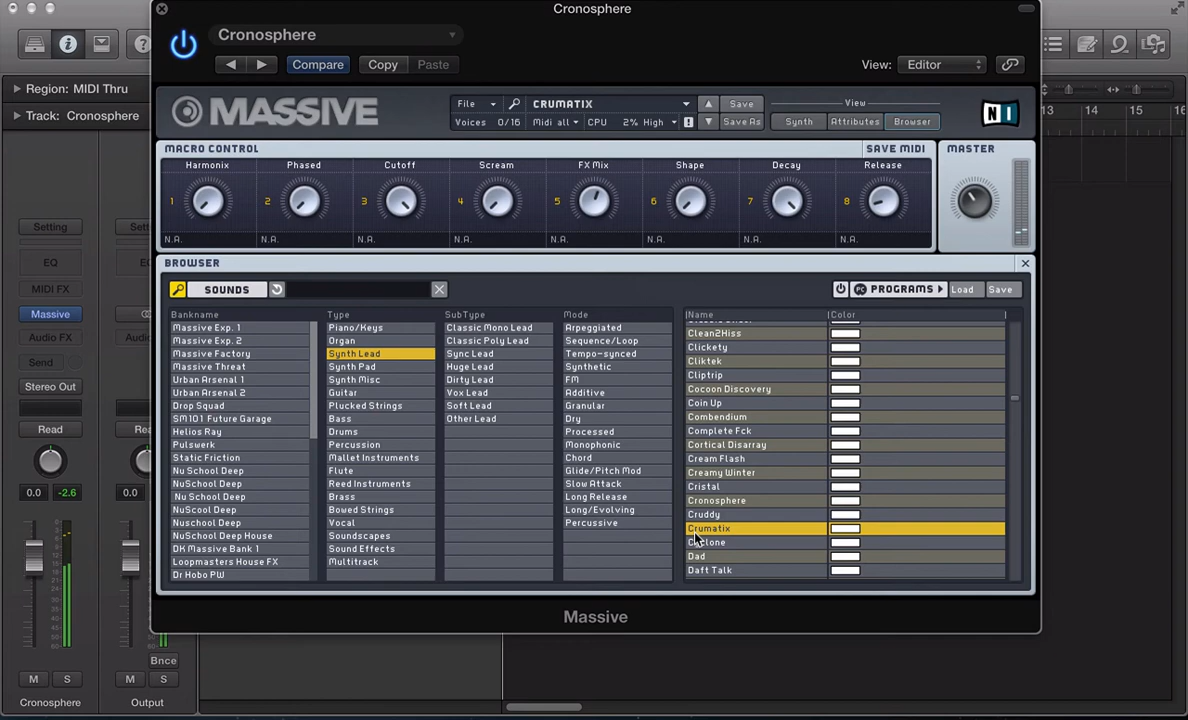 Cronosphere
Region: MIDI Thru
Track: Cronosphere
Cronosphere
Compare
Copy
Paste
View:
Editor
13
14
15
16
MASSIVE
File
CRUMATIX
Save
View
Voices
0/16
Midi all
CPU
2%
High
Save As
Synth
Attributes
Browser
NI
MACRO CONTROL
SAVE MIDI
MASTER
Harmonix
Phased
Cutoff
Scream
FX Mix
Shape
Decay
Release
1
2
3
4
5
6
7
8
N.A.
N.A.
N.A.
N.A.
N.A.
N.A.
N.A.
N.A.
BROWSER
SOUNDS
PC PROGRAMS
Load
Save
Bankname
Massive Exp. 1
Massive Exp. 2
Massive Factory
Massive Threat
Urban Arsenal 1
Urban Arsenal 2
Drop Squad
SM101 Future Garage
Helios Ray
Pulswerk
Static Friction
Nu School Deep
NuSchool Deep
Nu School Deep
Nu School Deep
Nuschool Deep
NuSchool Deep House
DK Massive Bank 1
Loopmasters House FX
Dr Hobo PW
Type
Piano/Keys
Organ
Synth Lead
Synth Pad
Synth Misc
Guitar
Plucked Strings
Bass
Drums
Percussion
Mallet Instruments
Flute
Reed Instruments
Brass
Bowed Strings
Vocal
Soundscapes
Sound Effects
Multitrack
SubType
Classic Mono Lead
Classic Poly Lead
Sync Lead
Huge Lead
Dirty Lead
Vox Lead
Soft Lead
Other Lead
Mode
Arpeggiated
Sequence/Loop
Tempo-synced
Synthetic
FM
Additive
Granular
Dry
Processed
Monophonic
Chord
Glide/Pitch Mod
Slow Attack
Long Release
Long/Evolving
Percussive
Name
Color
Clean2Hiss
Clickety
Cliktek
Cliptrip
Cocoon Discovery
Coin Up
Combendium
Complete Fck
Cortical Disarray
Cream Flash
Creamy Winter
Cristal
Cronosphere
Cruddy
Crumatix
Dad
Daft Talk
Massive
Setting
EQ
MIDI FX
Massive
Audio FX
Send
Stereo Out
Read
0.0
-2.6
0.0
Bnce
M
S
M
S
Cronosphere
Output